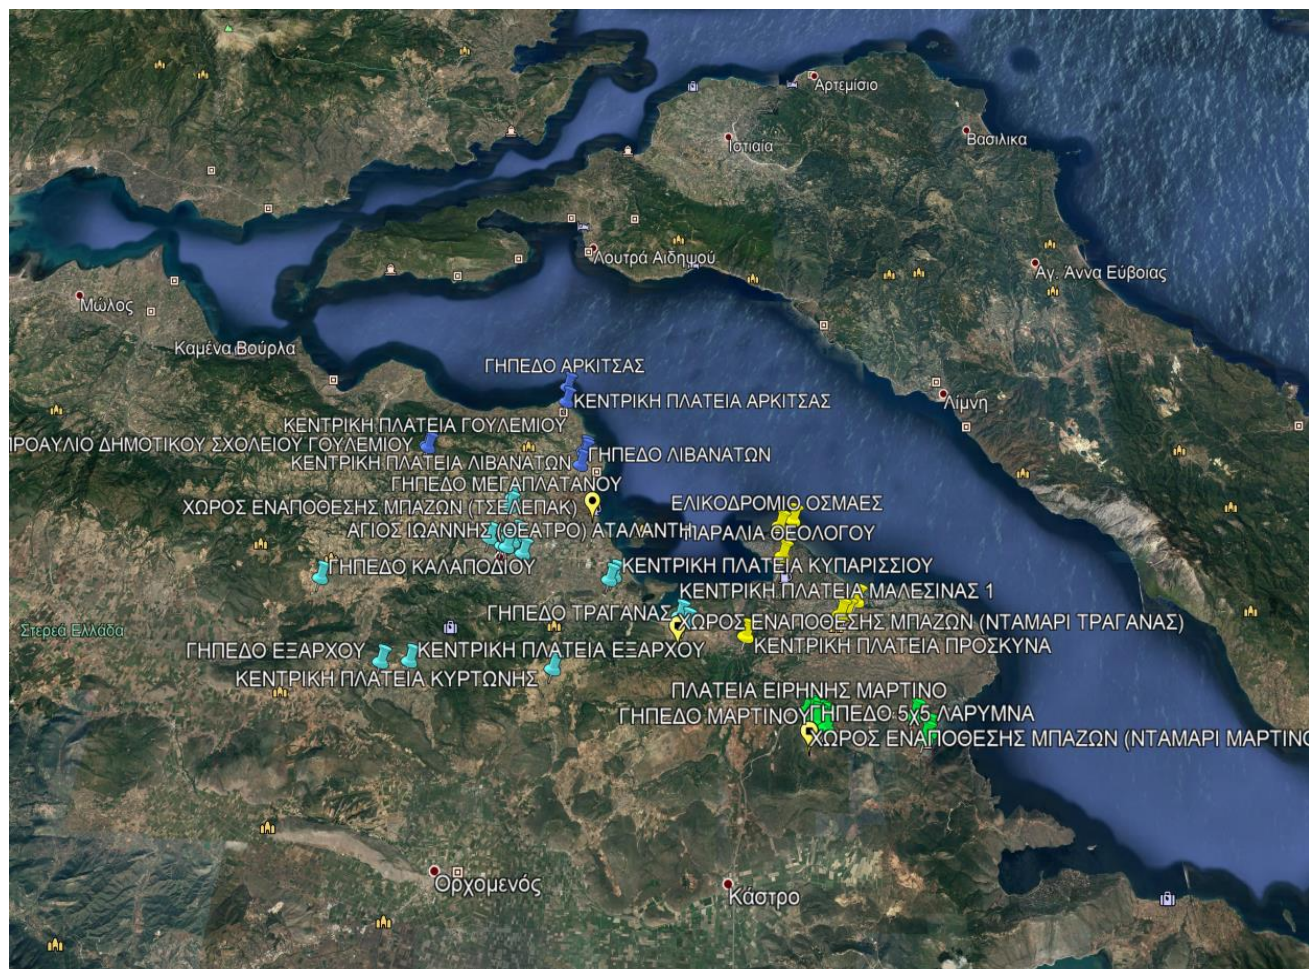 Αρτεμίσιο
Ιστιαία
Βασιλικα
Λουτρά Αιδηψού
Αγ. Άννα Εύβοιας
Μώλος
Καμένα Βούρλα
ΓΗΠΕΔΟ ΑΡΚΙΤΣΑΣ
Λίμνη
ΚΕΝΤΡΙΚΗ ΠΛΑΤΕΙΑ ΑΡΚΙΤΣΑΣ
ΚΕΝΤΡΙΚΗ ΠΛΑΤΕΙΑ ΓΟΥΛΕΜΙΟΥ
ΠΡΟΑΥΛΙΟ ΔΗΜΟΤΙΚΟΥ ΣΧΟΛΕΙΟΥ ΓΟΥΛΕΜΙΟΥ
ΓΗΠΕΔΟ ΛΙΒΑΝΑΤΩΝ
ΚΕΝΤΡΙΚΗ ΠΛΑΤΕΙΑ ΛΙΒΑΝΑΤΩΝ
ΓΗΠΕΔΟ ΜΕΓΑΠΛΑΤΑΝΟΥ
ΧΩΡΟΣ ΕΝΑΠΟΘΕΣΗΣ ΜΠΑΖΩΝ (ΤΣΕΛΕΠΑΚ)
ΕΛΙΚΟΔΡΟΜΙΟ ΟΣΜΑΕΣ
ΑΓΙΟΣ ΙΩΑΝΝΗΣ (ΘΕΑΤΡΟ) ΑΤΑΛΑΝΤΗ
ΠΑΡΑΛΙΑ ΘΕΟΛΟΓΟΥ
ΓΗΠΕΔΟ ΚΑΛΑΠΟΔΙΟΥ
ΚΕΝΤΡΙΚΗ ΠΛΑΤΕΙΑ ΚΥΠΑΡΙΣΣΙΟΥ
ΚΕΝΤΡΙΚΗ ΠΛΑΤΕΙΑ ΜΑΛΕΣΙΝΑΣ 1
ΓΗΠΕΔΟ ΤΡΑΓΑΝΑΣ
ΧΩΡΟΣ ΕΝΑΠΟΘΕΣΗΣ ΜΠΑΖΩΝ (ΝΤΑΜΑΡΙ ΤΡΑΓΑΝΑΣ)
Στερεά Ελλάδα
ΚΕΝΤΡΙΚΗ ΠΛΑΤΕΙΑ ΠΡΟΣΚΥΝΑ
ΓΗΠΕΔΟ ΕΞΑΡΧΟΥ
ΚΕΝΤΡΙΚΗ ΠΛΑΤΕΙΑ ΕΞΑΡΧΟΥ
ΚΕΝΤΡΙΚΗ ΠΛΑΤΕΙΑ ΚΥΡΤΩΝΗΣ
ΠΛΑΤΕΙΑ ΕΙΡΗΝΗΣ ΜΑΡΤΙΝΟ
ΓΗΠΕΔΟ ΜΑΡΤΙΝΟΥ
ΓΗΠΕΔΟ 5χ5 ΛΑΡΥΜΝΑ
ΧΩΡΟΣ ΕΝΑΠΟΘΕΣΗΣ ΜΠΑΖΩΝ (ΝΤΑΜΑΡΙ ΜΑΡΤΙΝΟ
Ορχομενός
Κάστρο